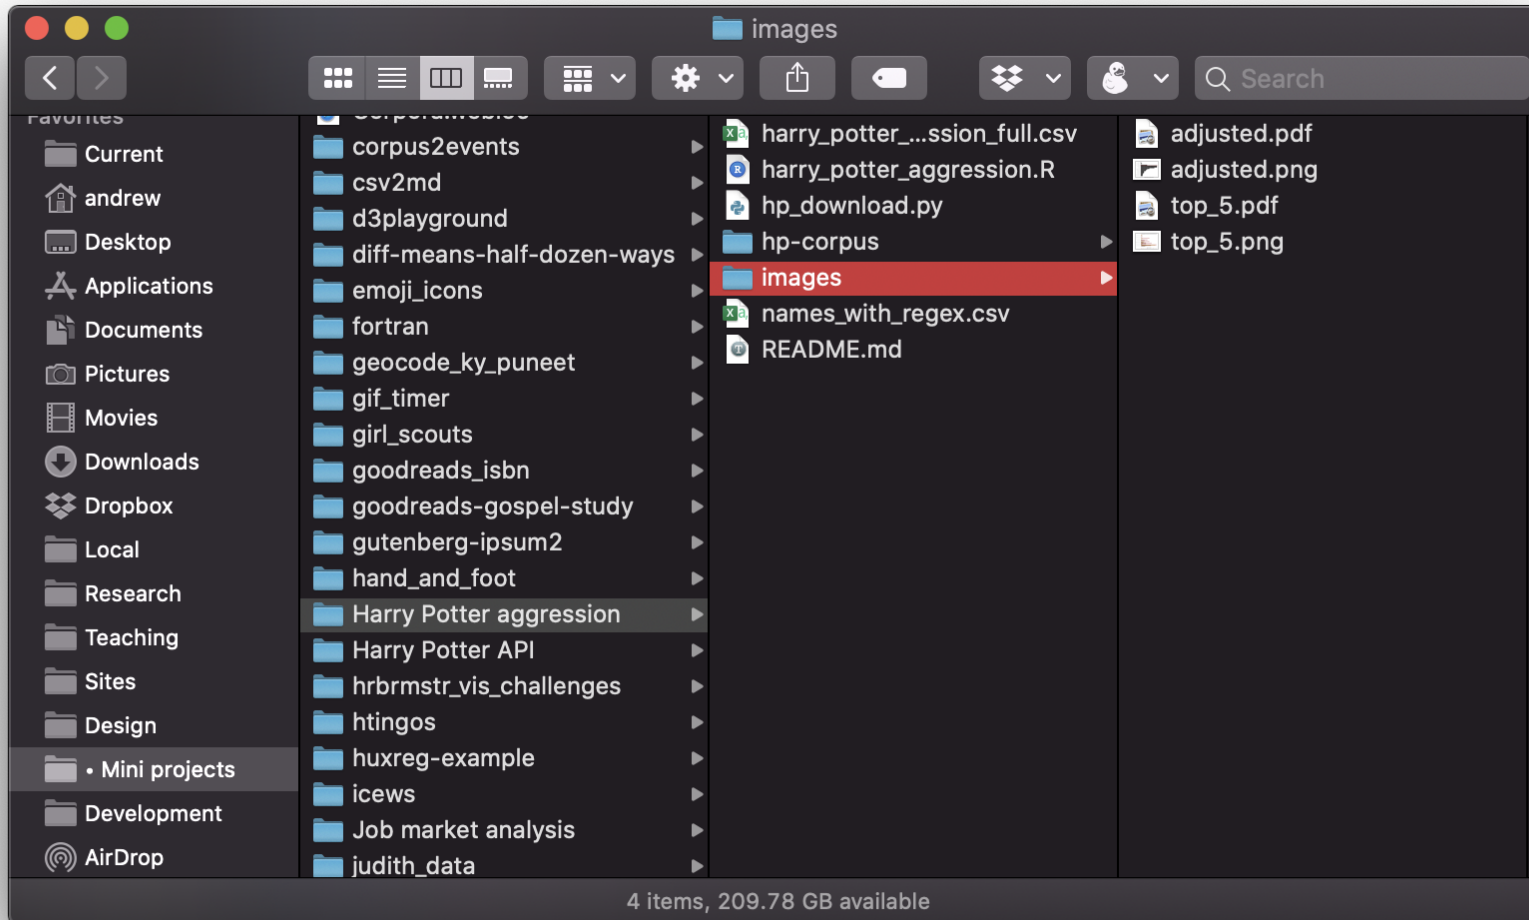 images
Search
Favorites
Current
andrew
Desktop
Applications
Documents
Pictures
Movies
Downloads
Dropbox
Local
Research
Teaching
Sites
Design
• Mini projects
Development
AirDrop
corpus2events
csv2md
d3playground
diff-means-half-dozen-ways
emoji_icons
fortran
geocode_ky_puneet
gif_timer
girl_scouts
goodreads_isbn
goodreads-gospel-study
gutenberg-ipsum2
hand_and_foot
Harry Potter aggression
Harry Potter API
hrbrmstr_vis_challenges
htingos
huxreg-example
icews
Job market analysis
judith_data
harry_potter_...ssion_full.csv
harry_potter_aggression.R
hp_download.py
hp-corpus
images
names_with_regex.csv
README.md
adjusted.pdf
adjusted.png
top_5.pdf
top_5.png
4 items, 209.78 GB available